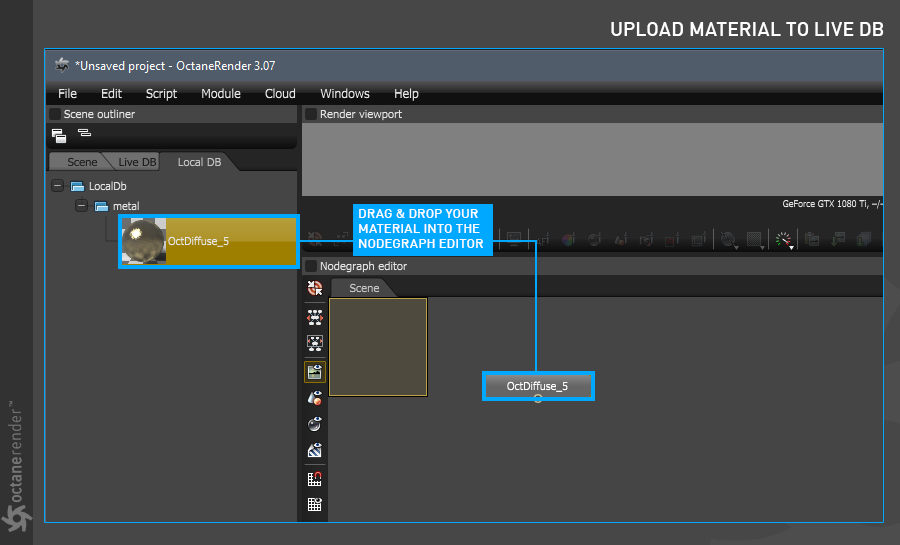 UPLOAD MATERIAL TO LIVE DB
*Unsaved project - OctaneRender 3.07
File Edit Script Module Cloud Windows Help
Scene outliner
Render viewport
Scene Live DB Local DB
LocalDb
metal
GeForce GTX 1080 Ti, -/-
DRAG & DROP YOUR
MATERIAL INTO THE
NODEGRAPH EDITOR
OctDiffuse_5
Nodegraph editor
Scene
OctDiffuse_5
octanerender™